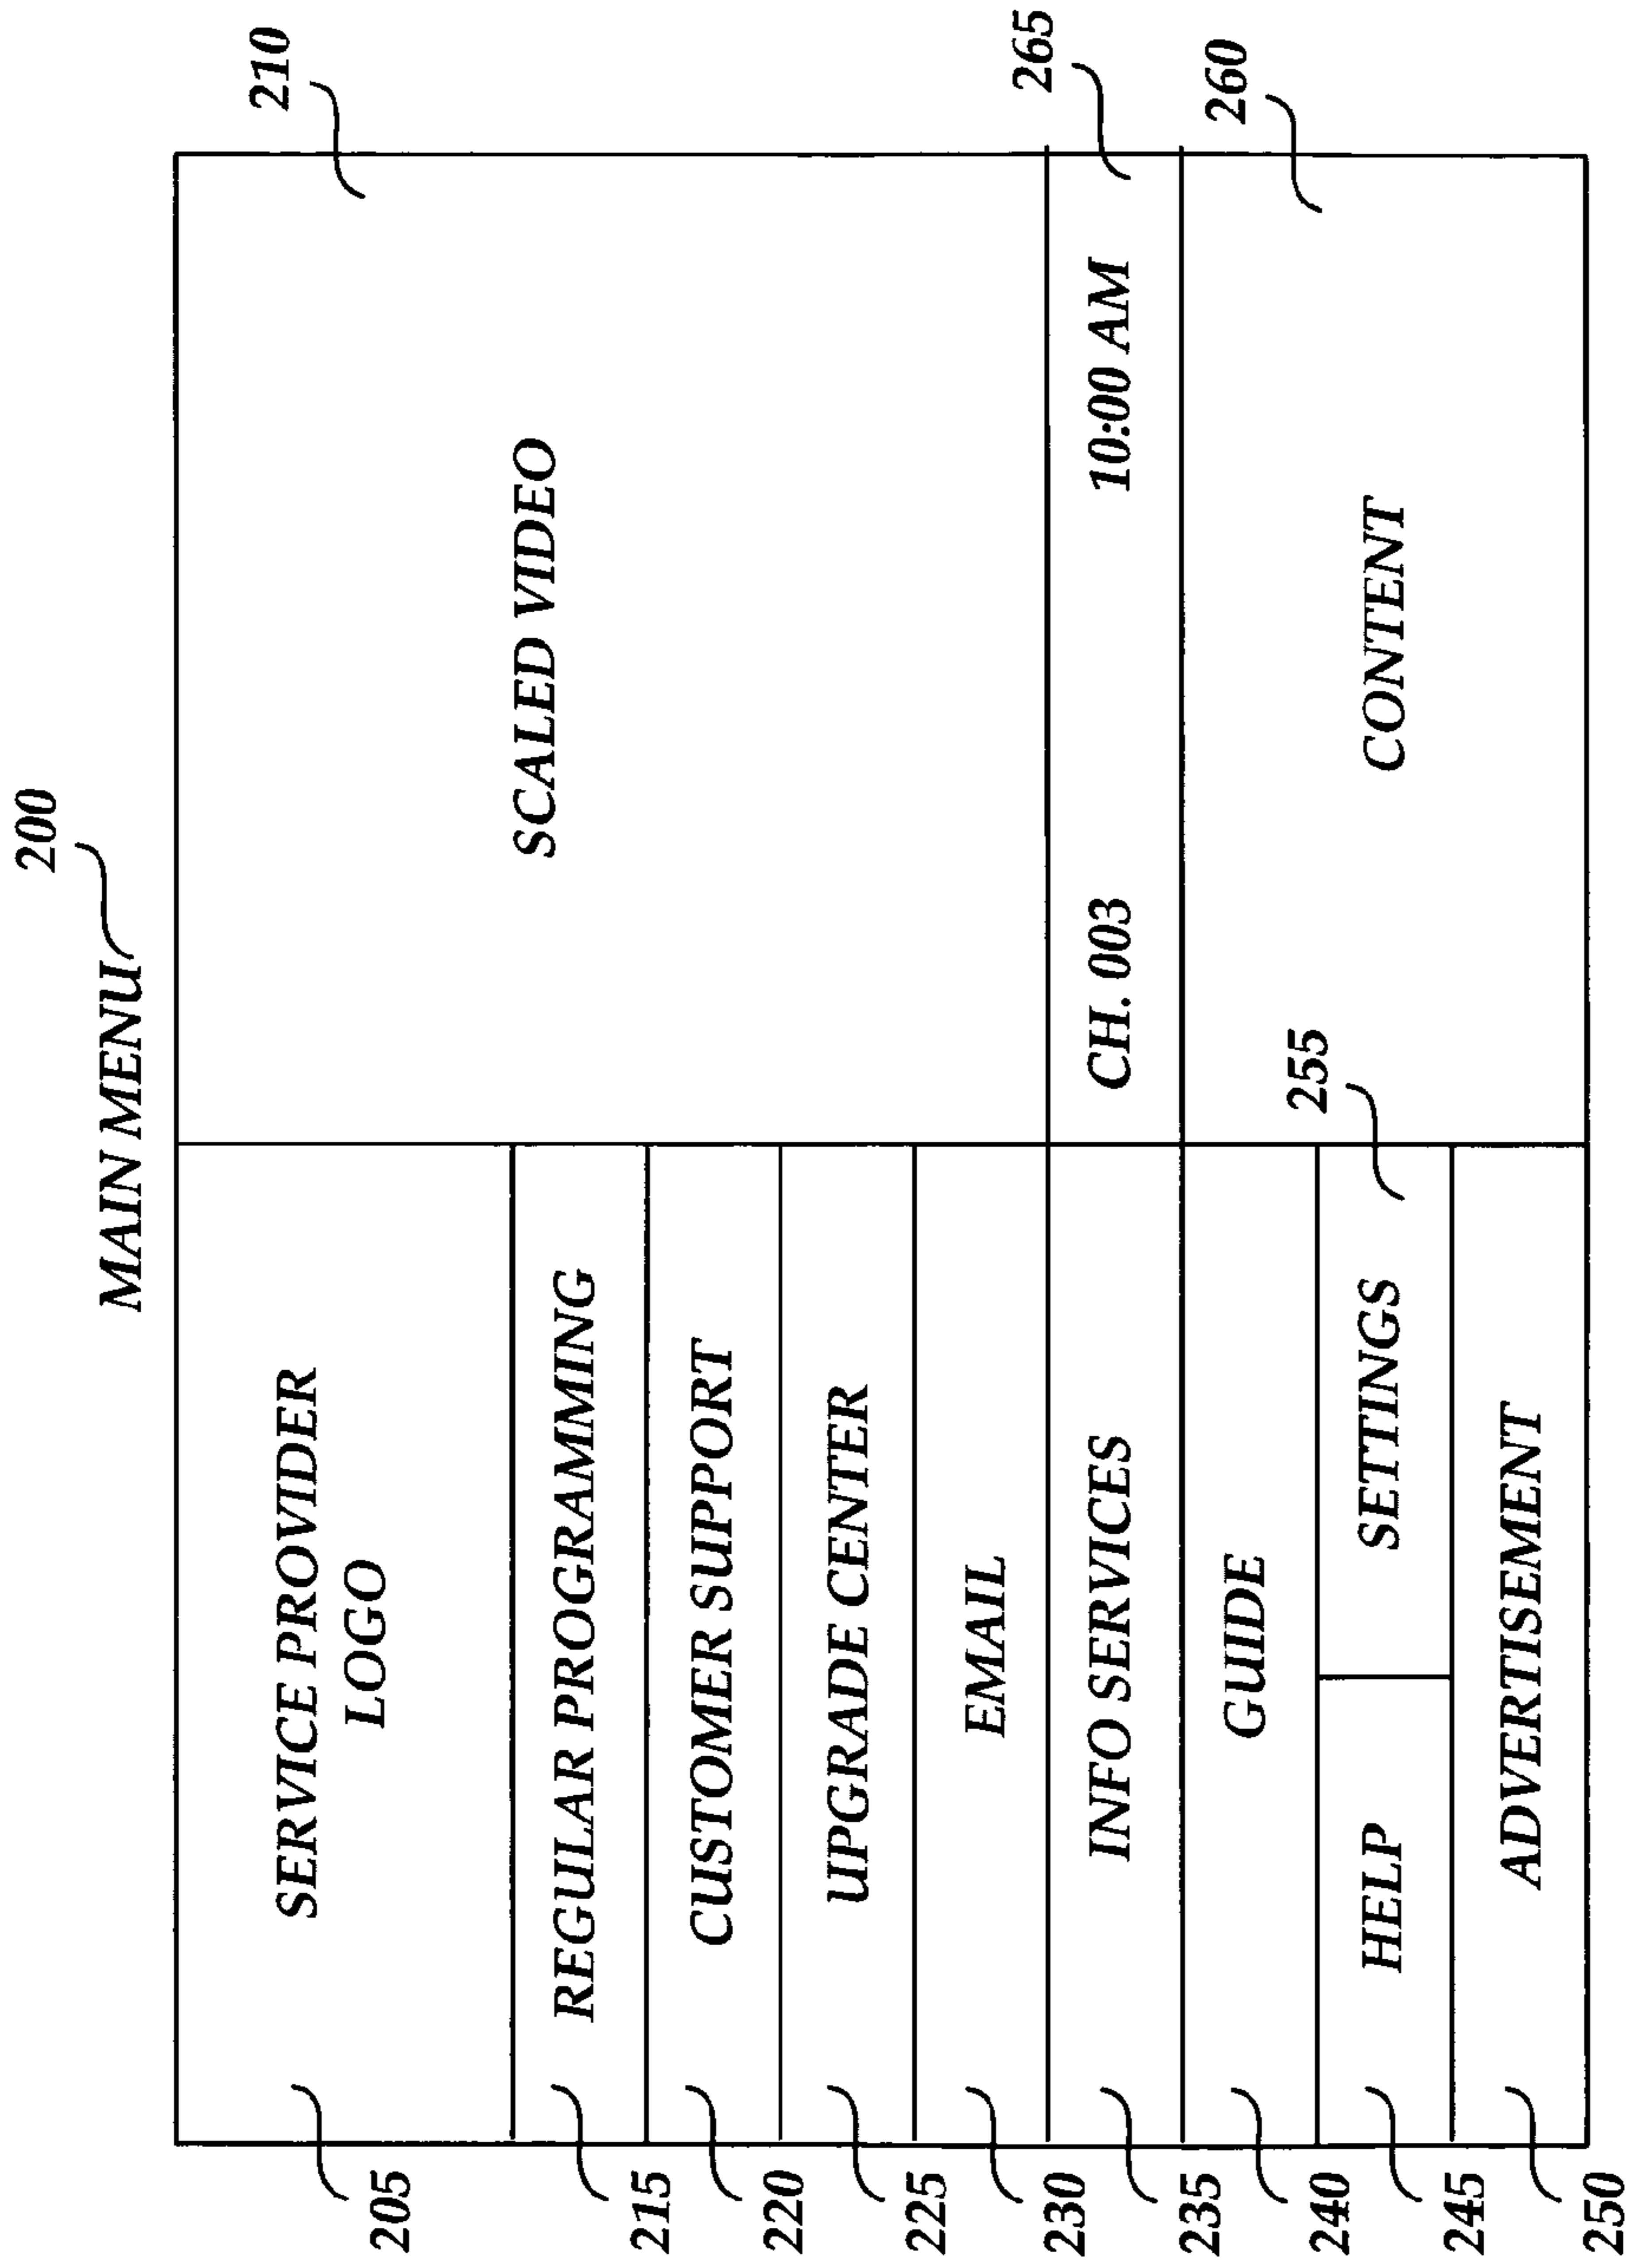 200
MAIN MENU
205
SERVICE PROVIDER
LOGO
SCALED VIDEO
210
215
REGULAR PROGRAMMING
220
CUSTOMER SUPPORT
225
UPGRADE CENTER
230
EMAIL
235
INFO SERVICES
CH. 003 10:00 AM
265
240
GUIDE
245
HELP
SETTINGS
255
CONTENT
260
250
ADVERTISEMENT